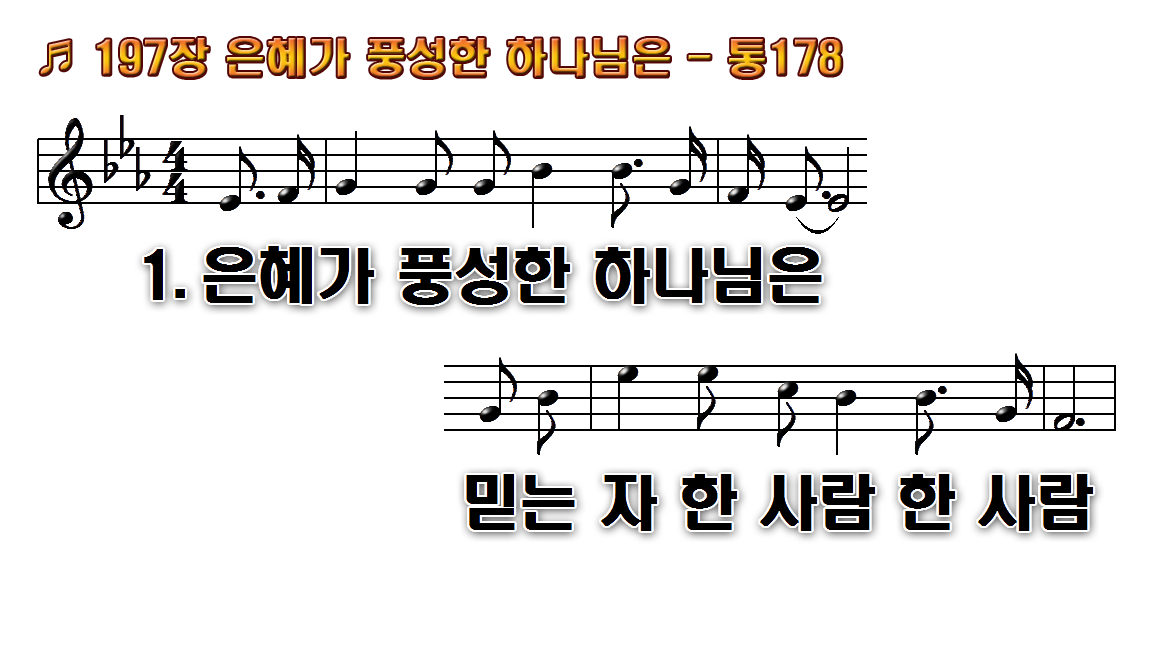 ♬ 197장 은혜가 풍성한 하나님은 - 통178
4
4
1. 은혜가 풍성한 하나님은
믿는 자 한 사람 한 사람